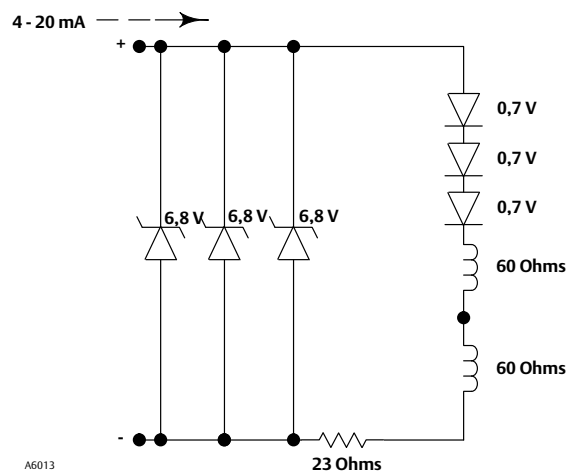 4 - 20 mA
+
0,7 V
0,7 V
6,8 V 6,8 V 6,8 V
0,7 V
60 Ohms
60 Ohms
-
A6013
23 Ohms